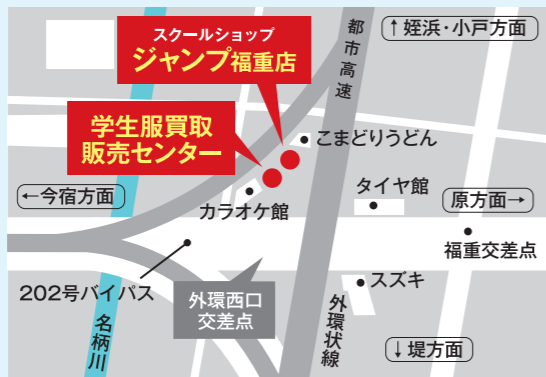 スクールショップ
ジャンプ福重店
学生服買取
販売センター
都市高速
↑姪浜・小戸方面
こまどりうどん
←今宿方面
カラオケ館
タイヤ館
原方面→
福重交差点
202号バイパス
外環西口
交差点
スズキ
名柄川
外環状線
↓堤方面